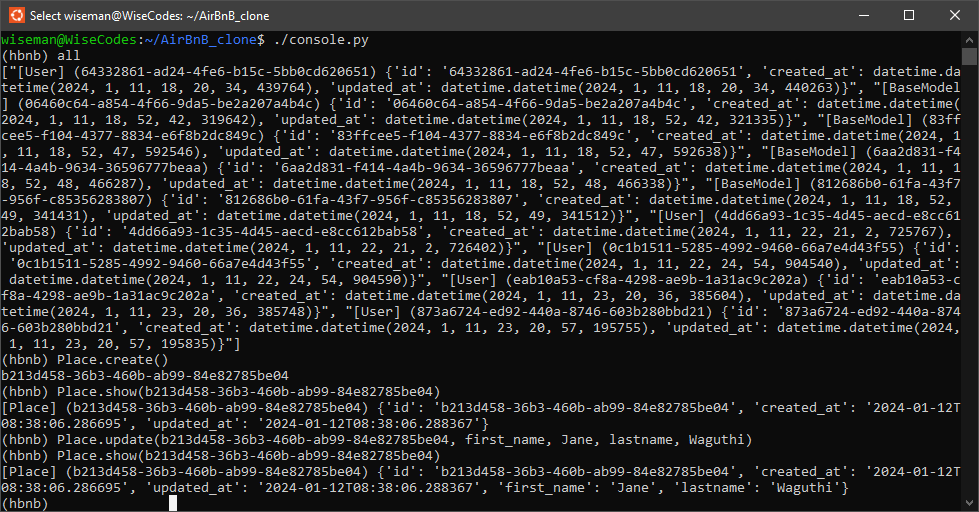 Select wiseman@WiseCodes: ~/AirBnB_clone
wiseman@WiseCodes:~/AirBnB_clone$ ./console.py
(hbnb) all
["[User] (64332861-ad24-4fe6-b15c-5bb0cd620651) {'id': '64332861-ad24-4fe6-b15c-5bb0cd620651', 'created_at': datetime.da
tetime(2024, 1, 11, 18, 20, 34, 439764), 'updated_at': datetime.datetime(2024, 1, 11, 18, 20, 34, 440263)}", "[BaseModel
] (06460c64-a854-4f66-9da5-be2a207a4b4c) {'id': '06460c64-a854-4f66-9da5-be2a207a4b4c', 'created_at': datetime.datetime(
2024, 1, 11, 18, 52, 42, 319642), 'updated_at': datetime.datetime(2024, 1, 11, 18, 52, 42, 321335)}", "[BaseModel] (83ff
cee5-f104-4377-8834-e6f8b2dc849c) {'id': '83ffcee5-f104-4377-8834-e6f8b2dc849c', 'created_at': datetime.datetime(2024, 1
, 11, 18, 52, 47, 592546), 'updated_at': datetime.datetime(2024, 1, 11, 18, 52, 47, 592638)}", "[BaseModel] (6aa2d831-f4
14-4a4b-9634-36596777beaa) {'id': '6aa2d831-f414-4a4b-9634-36596777beaa', 'created_at': datetime.datetime(2024, 1, 11, 1
8, 52, 48, 466287), 'updated_at': datetime.datetime(2024, 1, 11, 18, 52, 48, 466338)}", "[BaseModel] (812686b0-61fa-43f7
-956f-c85356283807) {'id': '812686b0-61fa-43f7-956f-c85356283807', 'created_at': datetime.datetime(2024, 1, 11, 18, 52,
49, 341431), 'updated_at': datetime.datetime(2024, 1, 11, 18, 52, 49, 341512)}", "[User] (4dd66a93-1c35-4d45-aecd-e8cc61
2bab58) {'id': '4dd66a93-1c35-4d45-aecd-e8cc612bab58', 'created_at': datetime.datetime(2024, 1, 11, 22, 21, 2, 725767),
'updated_at': datetime.datetime(2024, 1, 11, 22, 21, 2, 726402)}", "[User] (0c1b1511-5285-4992-9460-66a7e4d43f55) {'id':
 '0c1b1511-5285-4992-9460-66a7e4d43f55', 'created_at': datetime.datetime(2024, 1, 11, 22, 24, 54, 904540), 'updated_at':
 datetime.datetime(2024, 1, 11, 22, 24, 54, 904590)}", "[User] (eab10a53-cf8a-4298-ae9b-1a31ac9c202a) {'id': 'eab10a53-c
f8a-4298-ae9b-1a31ac9c202a', 'created_at': datetime.datetime(2024, 1, 11, 23, 20, 36, 385604), 'updated_at': datetime.da
tetime(2024, 1, 11, 23, 20, 36, 385748)}", "[User] (873a6724-ed92-440a-8746-603b280bbd21) {'id': '873a6724-ed92-440a-874
6-603b280bbd21', 'created_at': datetime.datetime(2024, 1, 11, 23, 20, 57, 195755), 'updated_at': datetime.datetime(2024,
 1, 11, 23, 20, 57, 195835)}"]
(hbnb) Place.create()
b213d458-36b3-460b-ab99-84e82785be04
(hbnb) Place.show(b213d458-36b3-460b-ab99-84e82785be04)
[Place] (b213d458-36b3-460b-ab99-84e82785be04) {'id': 'b213d458-36b3-460b-ab99-84e82785be04', 'created_at': '2024-01-12T
08:38:06.286695', 'updated_at': '2024-01-12T08:38:06.288367'}
(hbnb) Place.update(b213d458-36b3-460b-ab99-84e82785be04, first_name, Jane, lastname, Waguthi)
(hbnb) Place.show(b213d458-36b3-460b-ab99-84e82785be04)
[Place] (b213d458-36b3-460b-ab99-84e82785be04) {'id': 'b213d458-36b3-460b-ab99-84e82785be04', 'created_at': '2024-01-12T
08:38:06.286695', 'updated_at': '2024-01-12T08:38:06.288367', 'first_name': 'Jane', 'lastname': 'Waguthi'}
(hbnb)